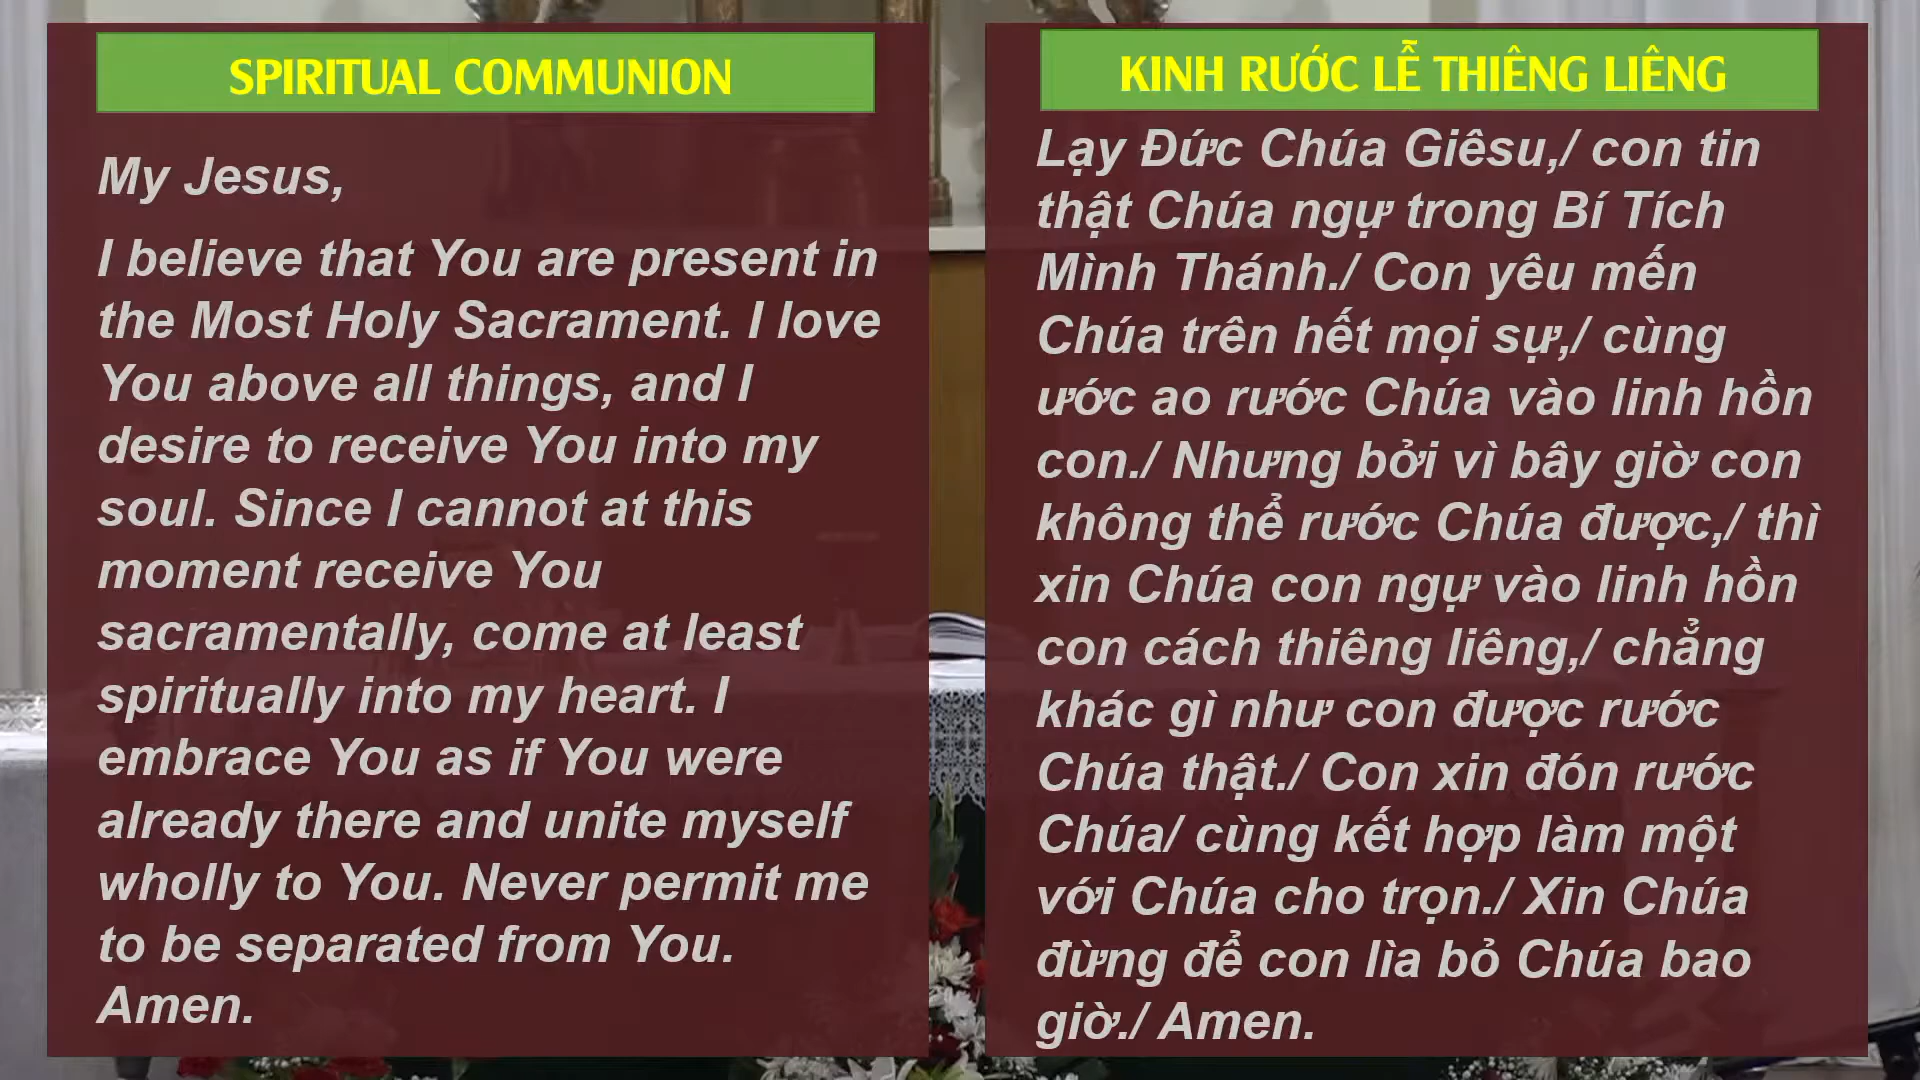 SPIRITUAL COMMUNION
My Jesus,
I believe that You are present in
the Most Holy Sacrament. I love
You above all things, and I
desire to receive You into my
soul. Since I cannot at this
moment receive You
sacramentally, come at least
spiritually into my heart. I
embrace You as if You were
already there and unite myself
wholly to You. Never permit me
to be separated from You.
Amen.
KINH RƯỚC LỄ THIÊNG LIÊNG
Lạy Đức Chúa Giêsu,/ con tin
thật Chúa ngự trong Bí Tích
Mình Thánh./ Con yêu mến
Chúa trên hết mọi sự,/ cùng
ước ao rước Chúa vào linh hồn
con./ Nhưng bởi vì bây giờ con
không thể rước Chúa được,/ thì
xin Chúa con ngự vào linh hồn
con cách thiêng liêng,/ chẳng
khác gì như con được rước
Chúa thật./ Con xin đón rước
Chúa/ cùng kết hợp làm một
với Chúa cho trọn./ Xin Chúa
đừng để con lìa bỏ Chúa bao
giờ./ Amen.